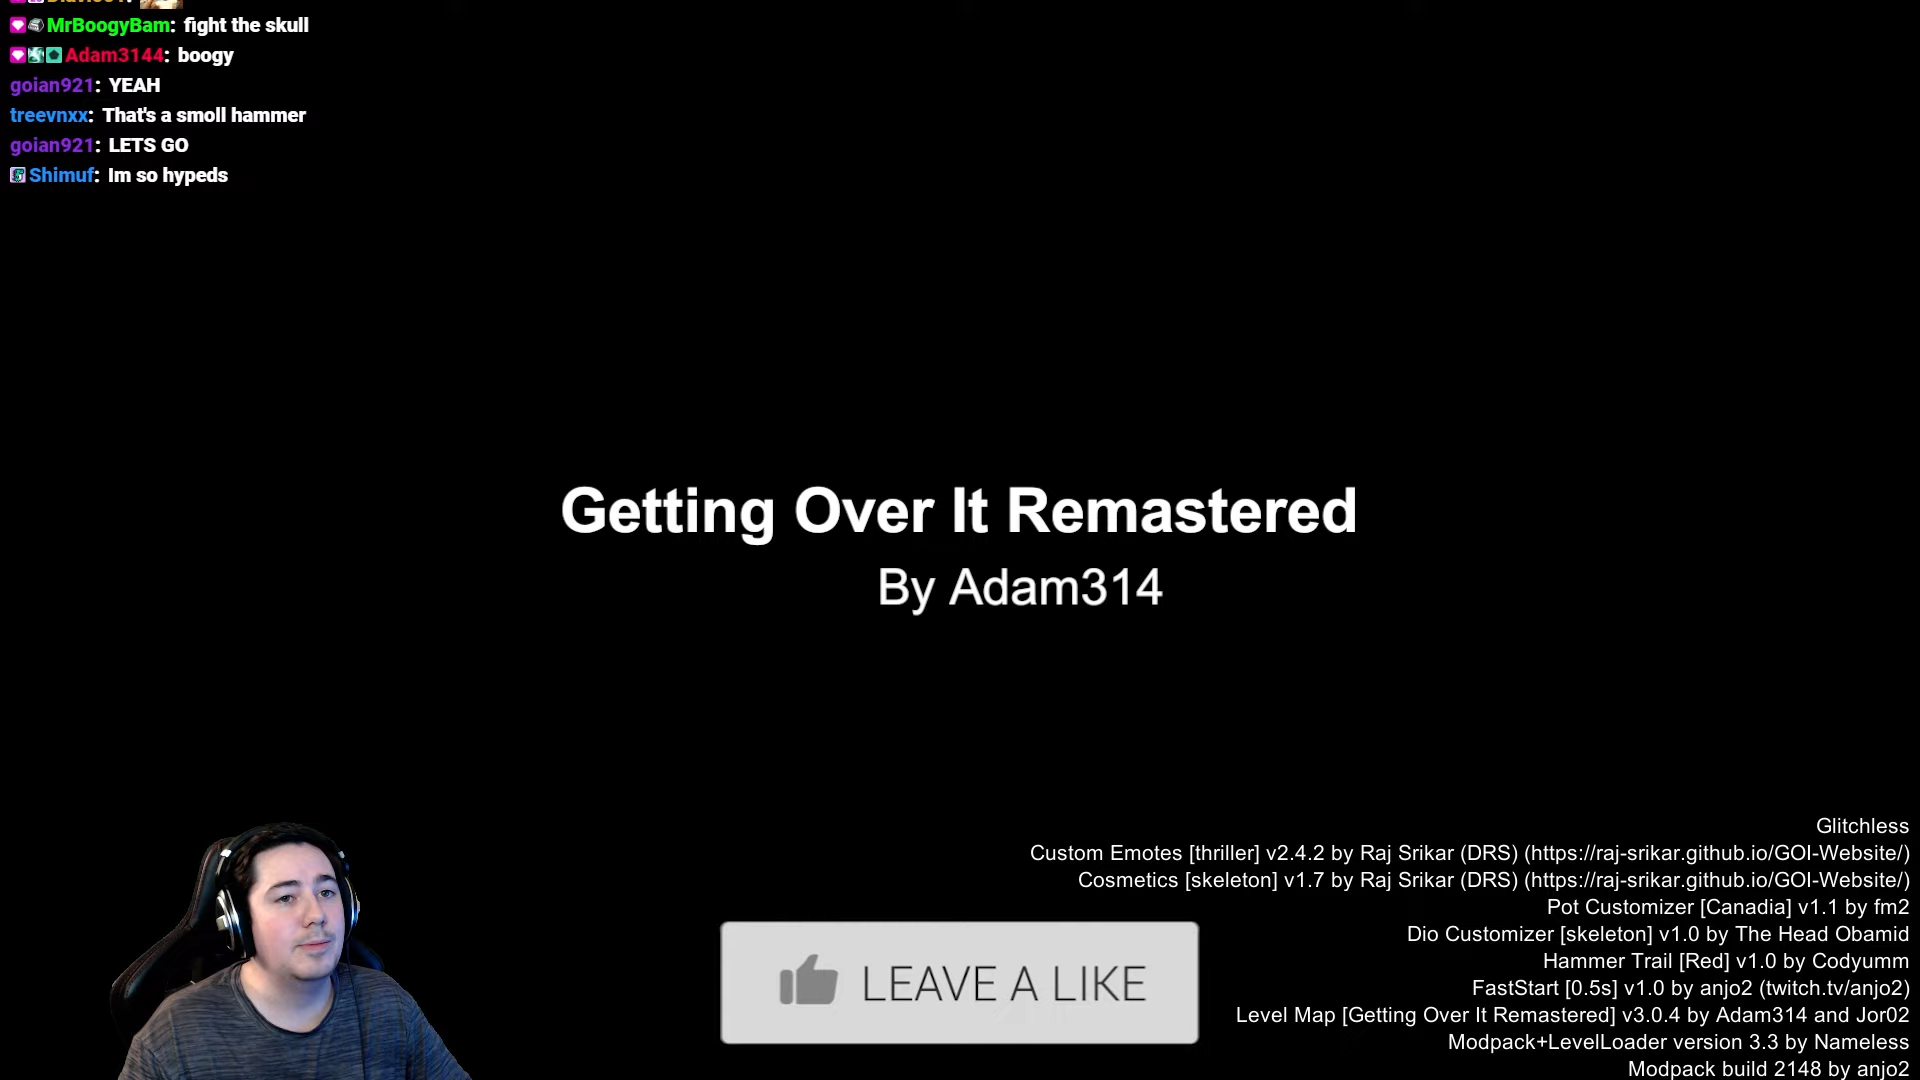 MrBoogyBam: fight the skull
Adam3144: boogy
goian921: YEAH
treevnxx: That's a smoll hammer
goian921: LETS GO
Shimuf: Im so hypeds
Getting Over It Remastered
By Adam314
Glitchless
Custom Emotes [thriller] v2.4.2 by Raj Srikar (DRS) (https://raj-srikar.github.io/GOI-Website/)
Cosmetics [skeleton] v1.7 by Raj Srikar (DRS) (https://raj-srikar.github.io/GOI-Website/)
Pot Customizer [Canadia] v1.1 by fm2
Dio Customizer [skeleton] v1.0 by The Head Obamid
Hammer Trail [Red] v1.0 by Codyumm
FastStart [0.5s] v1.0 by anjo2 (twitch.tv/anjo2)
Level Map [Getting Over It Remastered] v3.0.4 by Adam314 and Jor02
Modpack+LevelLoader version 3.3 by Nameless
Modpack build 2148 by anjo2
LEAVE A LIKE